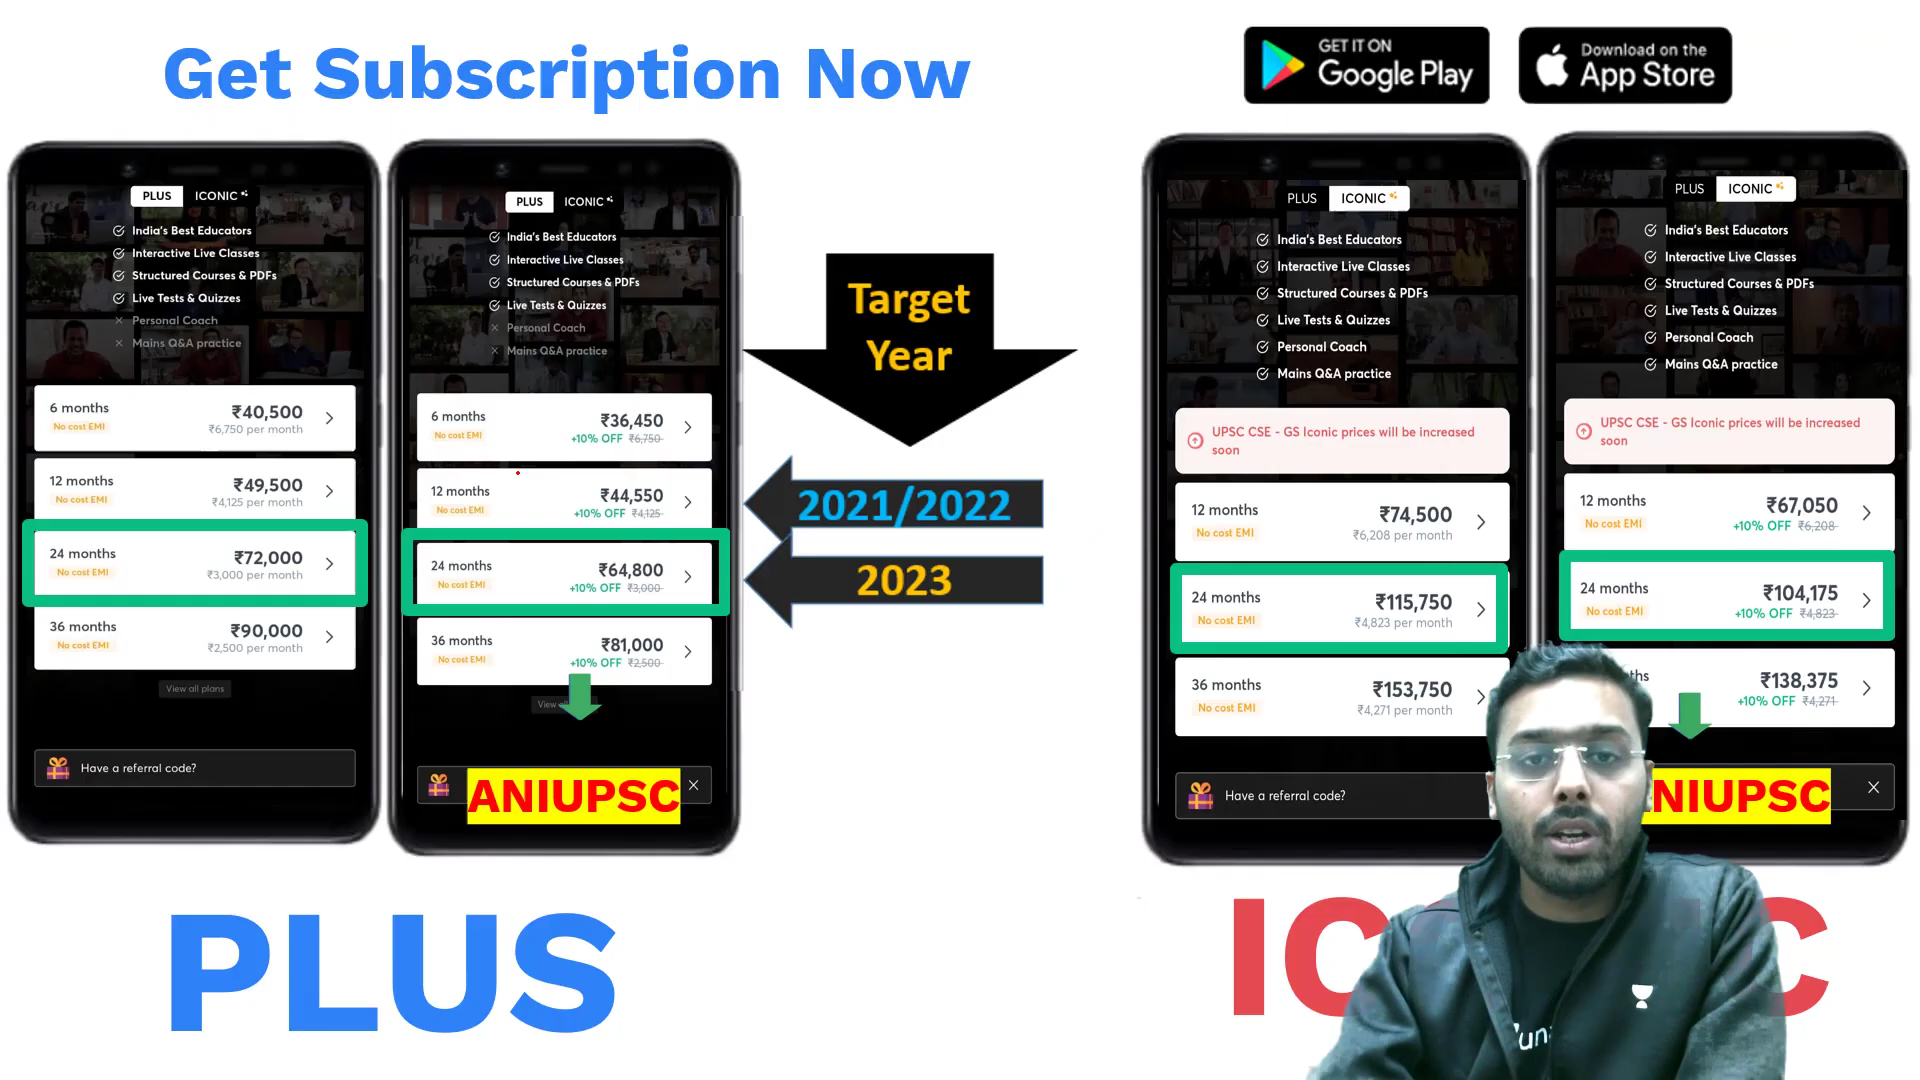 Get Subscription Now
GET IT ON
Google Play
Download on the
App Store
PLUS ICONIC
India's Best Educators
Interactive Live Classes
Structured Courses & PDFs
Live Tests & Quizzes
Personal Coach
Mains Q&A practice
6 months ₹40,500
No cost EMI ₹6,750 per month
12 months ₹49,500
No cost EMI ₹4,125 per month
24 months ₹72,000
No cost EMI ₹3,000 per month
36 months ₹90,000
No cost EMI ₹2,500 per month
View all plans
Have a referral code?
PLUS ICONIC
India's Best Educators
Interactive Live Classes
Structured Courses & PDFs
Live Tests & Quizzes
Personal Coach
Mains Q&A practice
6 months ₹36,450
No cost EMI +10% OFF ₹6,750
12 months ₹44,550
No cost EMI +10% OFF ₹4,125
24 months ₹64,800
No cost EMI +10% OFF ₹3,000
36 months ₹81,000
No cost EMI +10% OFF ₹2,500
View
ANIUPSC
Target
Year
2021/2022
2023
PLUS ICONIC
India's Best Educators
Interactive Live Classes
Structured Courses & PDFs
Live Tests & Quizzes
Personal Coach
Mains Q&A practice
UPSC CSE - GS Iconic prices will be increased
soon
12 months ₹74,500
No cost EMI ₹6,208 per month
24 months ₹115,750
No cost EMI ₹4,823 per month
36 months ₹153,750
No cost EMI ₹4,271 per month
Have a referral code?
PLUS ICONIC
India's Best Educators
Interactive Live Classes
Structured Courses & PDFs
Live Tests & Quizzes
Personal Coach
Mains Q&A practice
UPSC CSE - GS Iconic prices will be increased
soon
12 months ₹67,050
No cost EMI +10% OFF ₹6,208
24 months ₹104,175
No cost EMI +10% OFF ₹4,823
₹138,375
+10% OFF ₹4,271
NIUPSC
PLUS